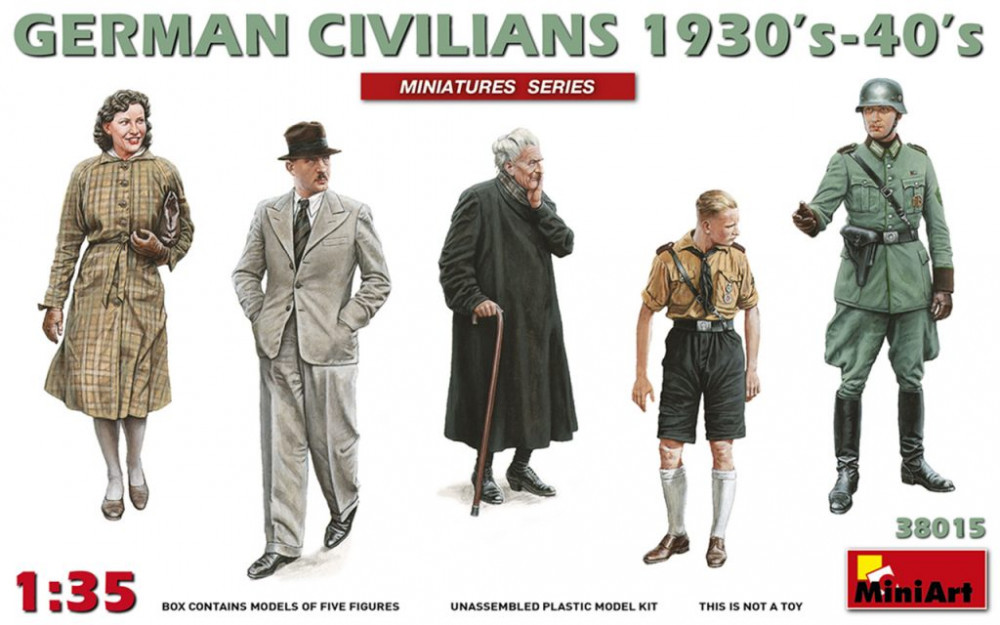 GERMAN CIVILIANS 1930's-40's
MINIATURES SERIES
38015
1:35
BOX CONTAINS MODELS OF FIVE FIGURES
UNASSEMBLED PLASTIC MODEL KIT
THIS IS NOT A TOY
MiniArt